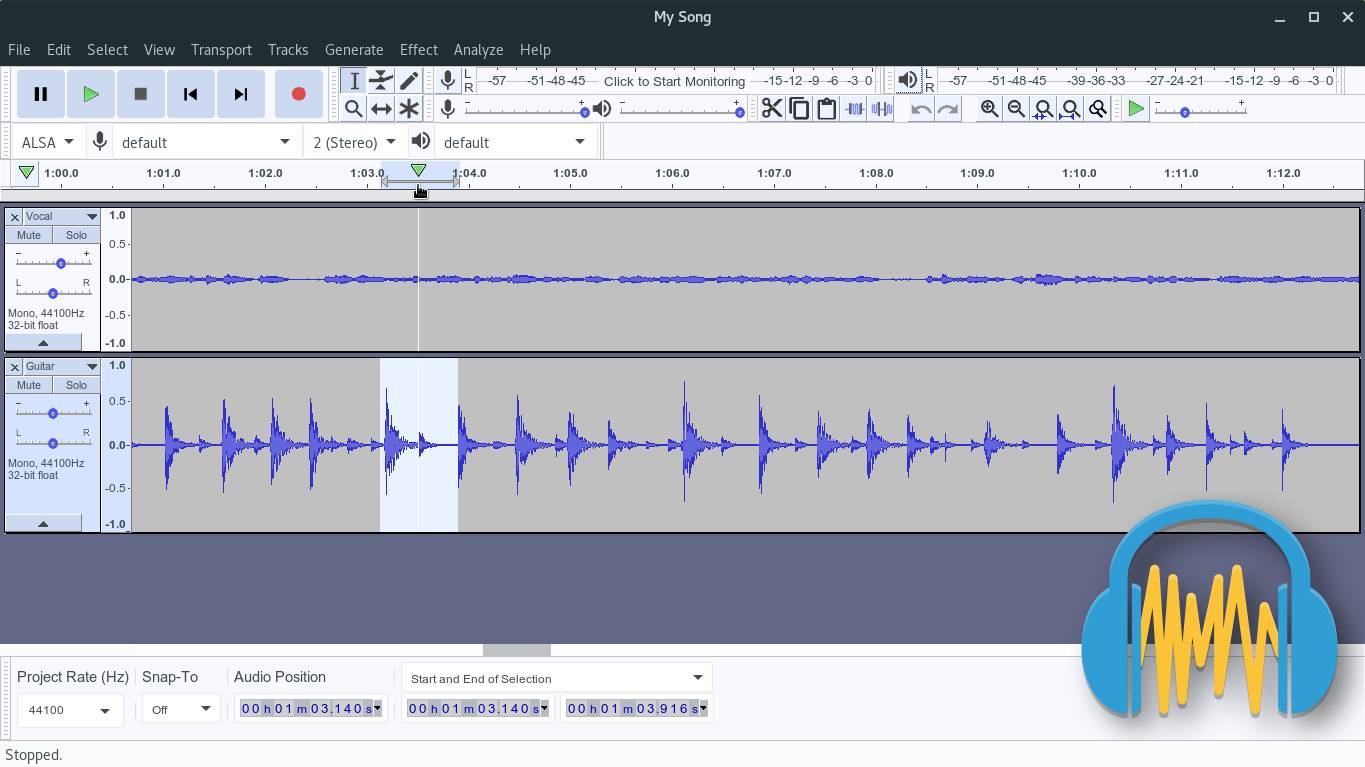 My Song
File Edit Select View Transport Tracks Generate Effect Analyze Help
L R -57 -51 -48 -45 Click to Start Monitoring -15 -12 -9 -6 -3 0
L R -57 -51 -48 -45 -39 -36 -33 -27 -24 -21 -15 -12 -9 -6 -3 0
- + - + - +
ALSA default 2 (Stereo) default
1:00.0 1:01.0 1:02.0 1:03.0 1:04.0 1:05.0 1:06.0 1:07.0 1:08.0 1:09.0 1:10.0 1:11.0 1:12.0
x Vocal 1.0
Mute Solo
- + 0.5
L R 0.0
Mono, 44100Hz -0.5
32-bit float
-1.0
x Guitar 1.0
Mute Solo
- + 0.5
L R 0.0
Mono, 44100Hz
32-bit float
-0.5
-1.0
Project Rate (Hz) Snap-To Audio Position Start and End of Selection
44100 Off 00 h 01 m 03.140 s 00 h 01 m 03.140 s 00 h 01 m 03.916 s
Stopped.